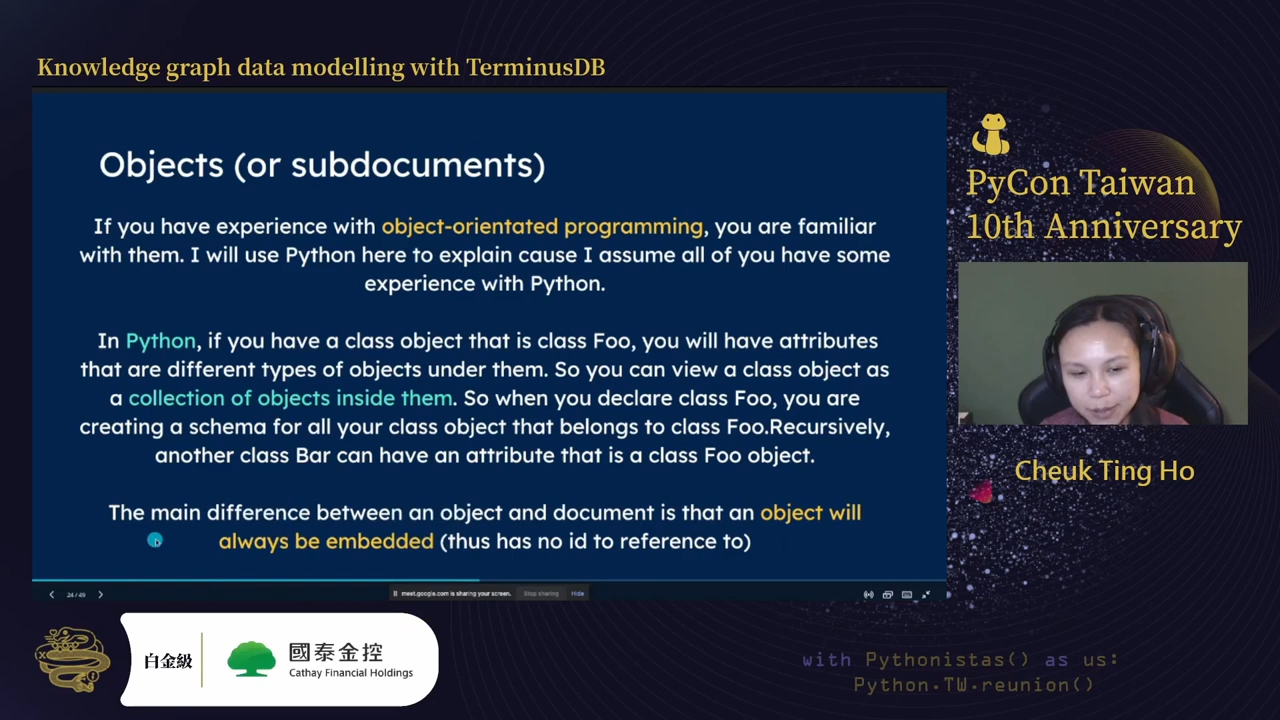 Knowledge graph data modelling with TerminusDB
Objects (or subdocuments)
If you have experience with object-orientated programming, you are familiar
with them. I will use Python here to explain cause I assume all of you have some
experience with Python.
In Python, if you have a class object that is class Foo, you will have attributes
that are different types of objects under them. So you can view a class object as
a collection of objects inside them. So when you declare class Foo, you are
creating a schema for all your class object that belongs to class Foo.Recursively,
another class Bar can have an attribute that is a class Foo object.
The main difference between an object and document is that an object will
always be embedded (thus has no id to reference to)
24 / 49
meet.google.com is sharing your screen.
Stop sharing
Hide
PyCon Taiwan
10th Anniversary
Cheuk Ting Ho
白金級
國泰金控
Cathay Financial Holdings
with Pythonistas() as us:
Python.TW.reunion()